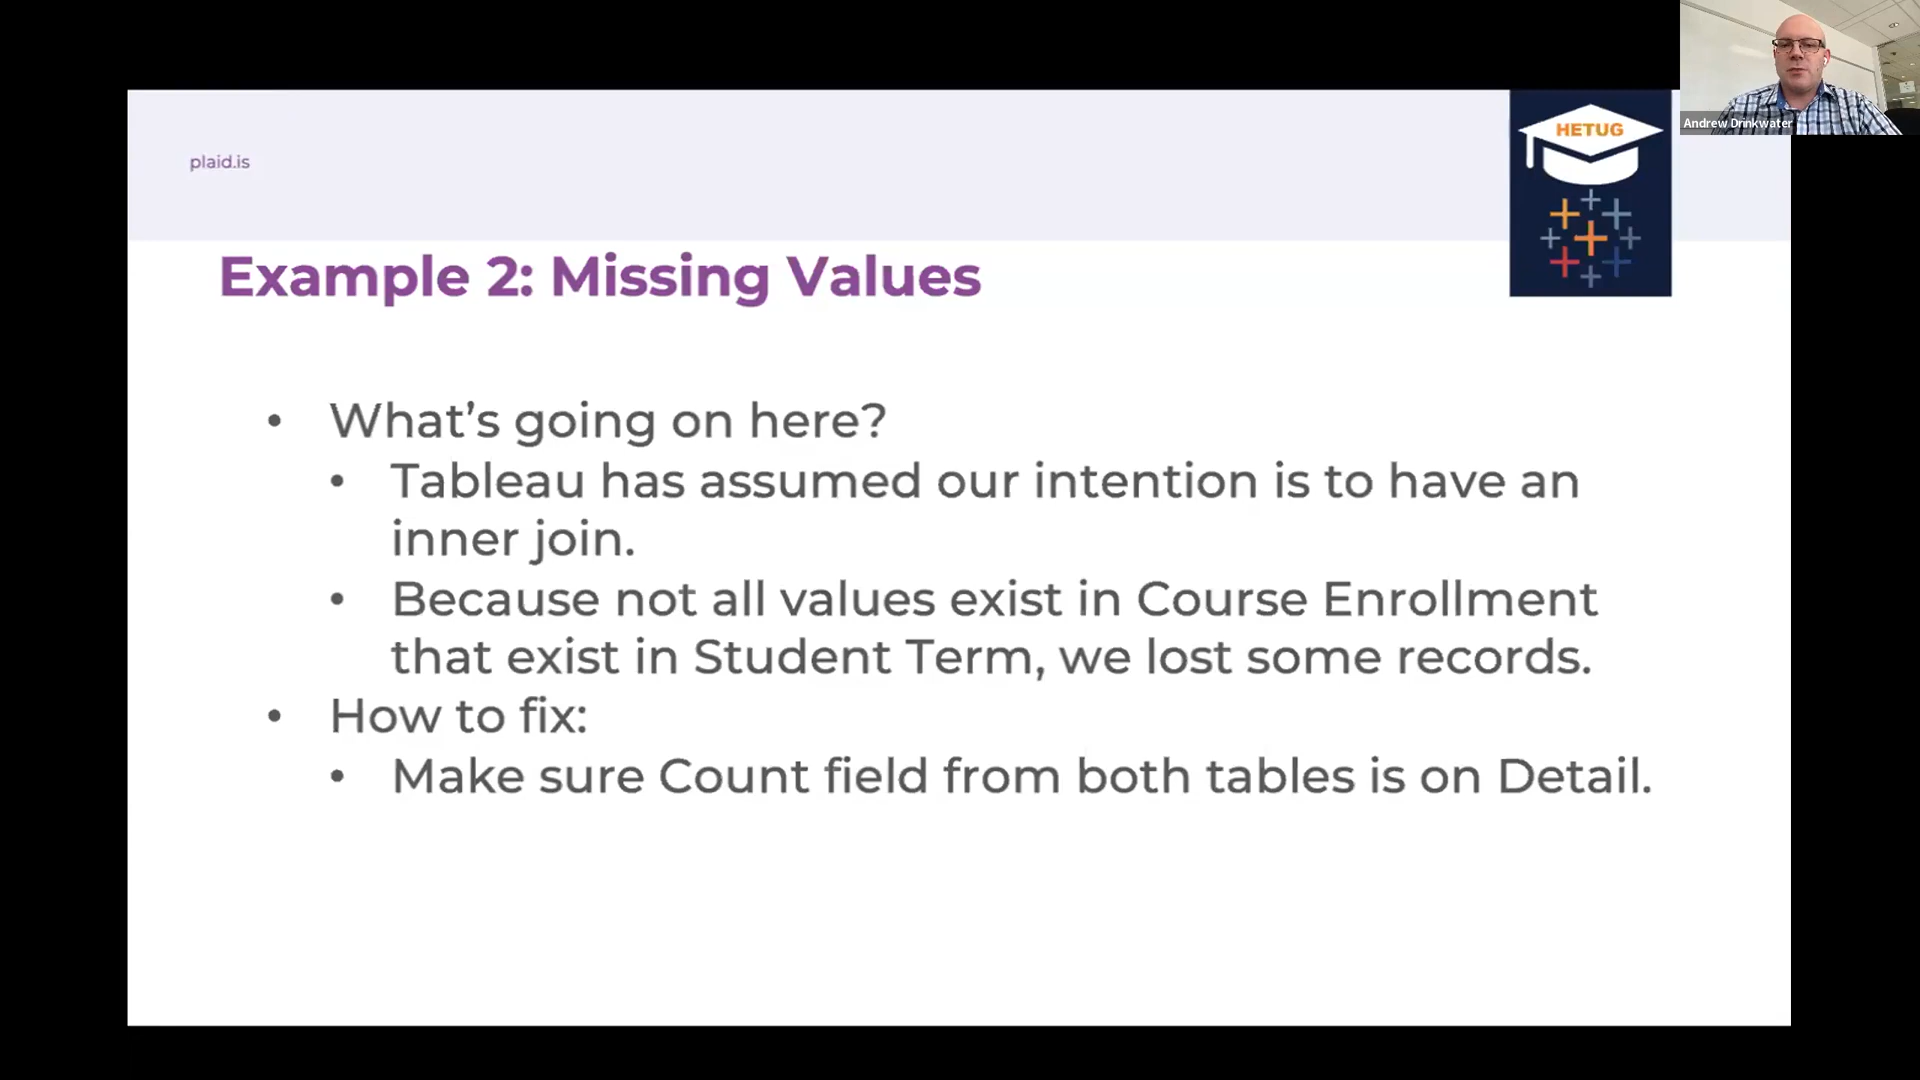 Andrew Drinkwater
plaid.is
HETUG
Example 2: Missing Values
• What’s going on here?
• Tableau has assumed our intention is to have an
inner join.
• Because not all values exist in Course Enrollment
that exist in Student Term, we lost some records.
• How to fix:
• Make sure Count field from both tables is on Detail.